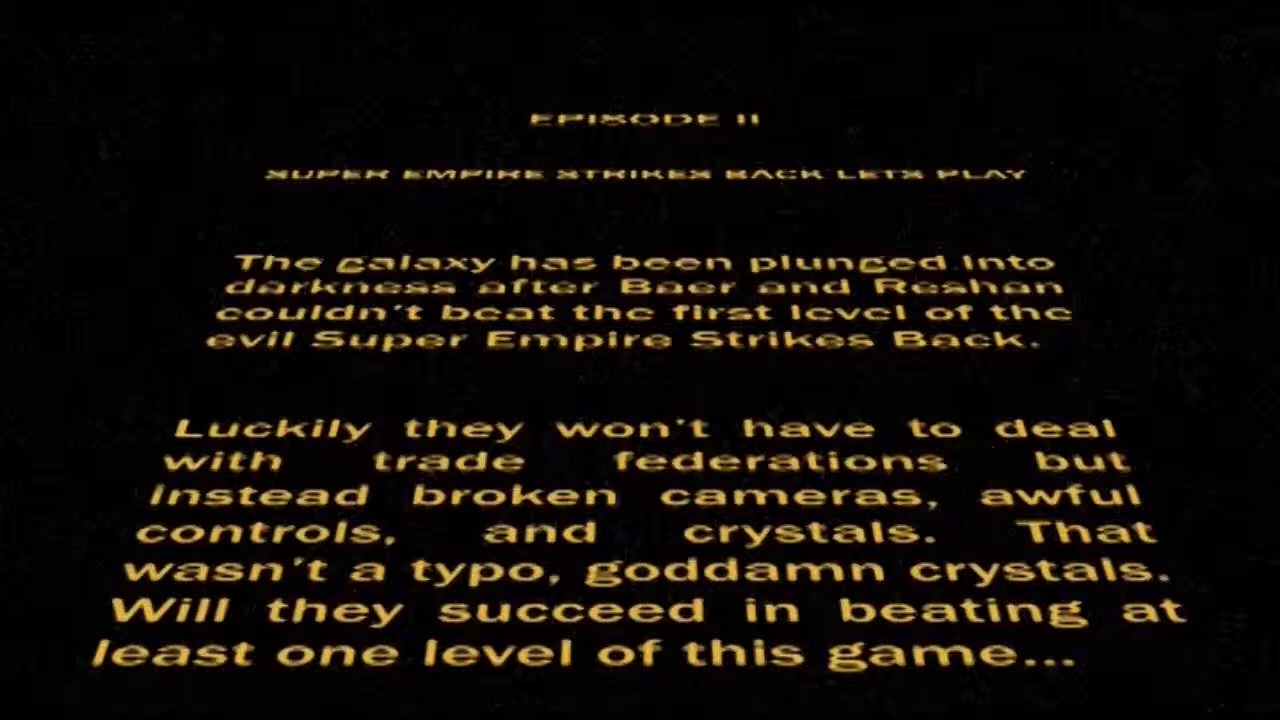 EPISODE II
SUPER EMPIRE STRIKES BACK LETS PLAY
The galaxy has been plunged into
darkness after Baer and Reshan
couldn't beat the first level of the
evil Super Empire Strikes Back.
Luckily they won't have to deal
with trade federations but
instead broken cameras, awful
controls, and crystals. That
wasn't a typo, goddamn crystals.
Will they succeed in beating at
least one level of this game...